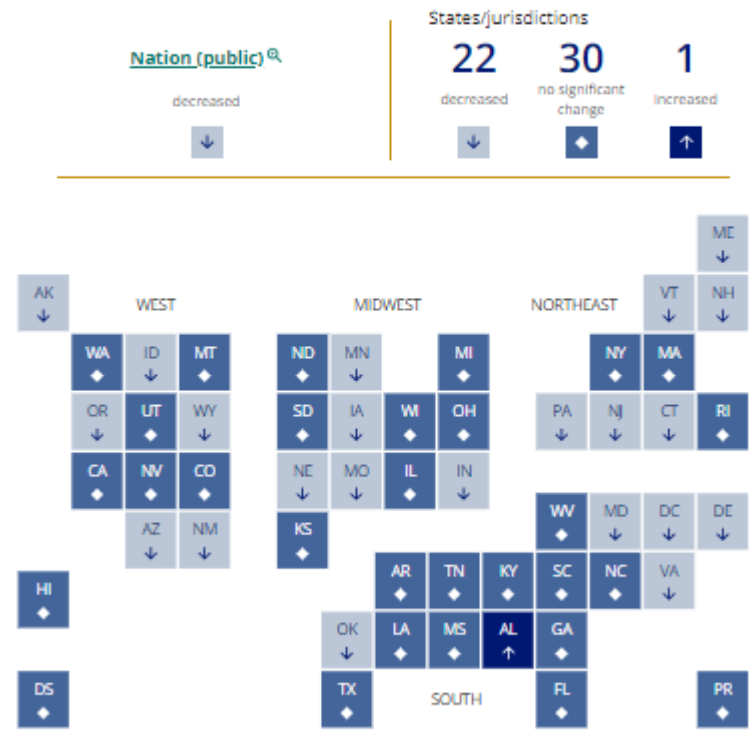 States/jurisdictions
Nation (public)
22 30 1
decreased
decreased no significant change increased
ME
AK
WEST MIDWEST NORTHEAST
VT NH
WA ID MT ND MN MI NY MA
OR UT WY SD IA WI OH PA NJ CT RI
CA NV CO NE MO IL IN
WV MD DC DE
AZ NM KS
AR TN KY SC NC VA
HI
OK LA MS AL GA
DS TX SOUTH FL PR